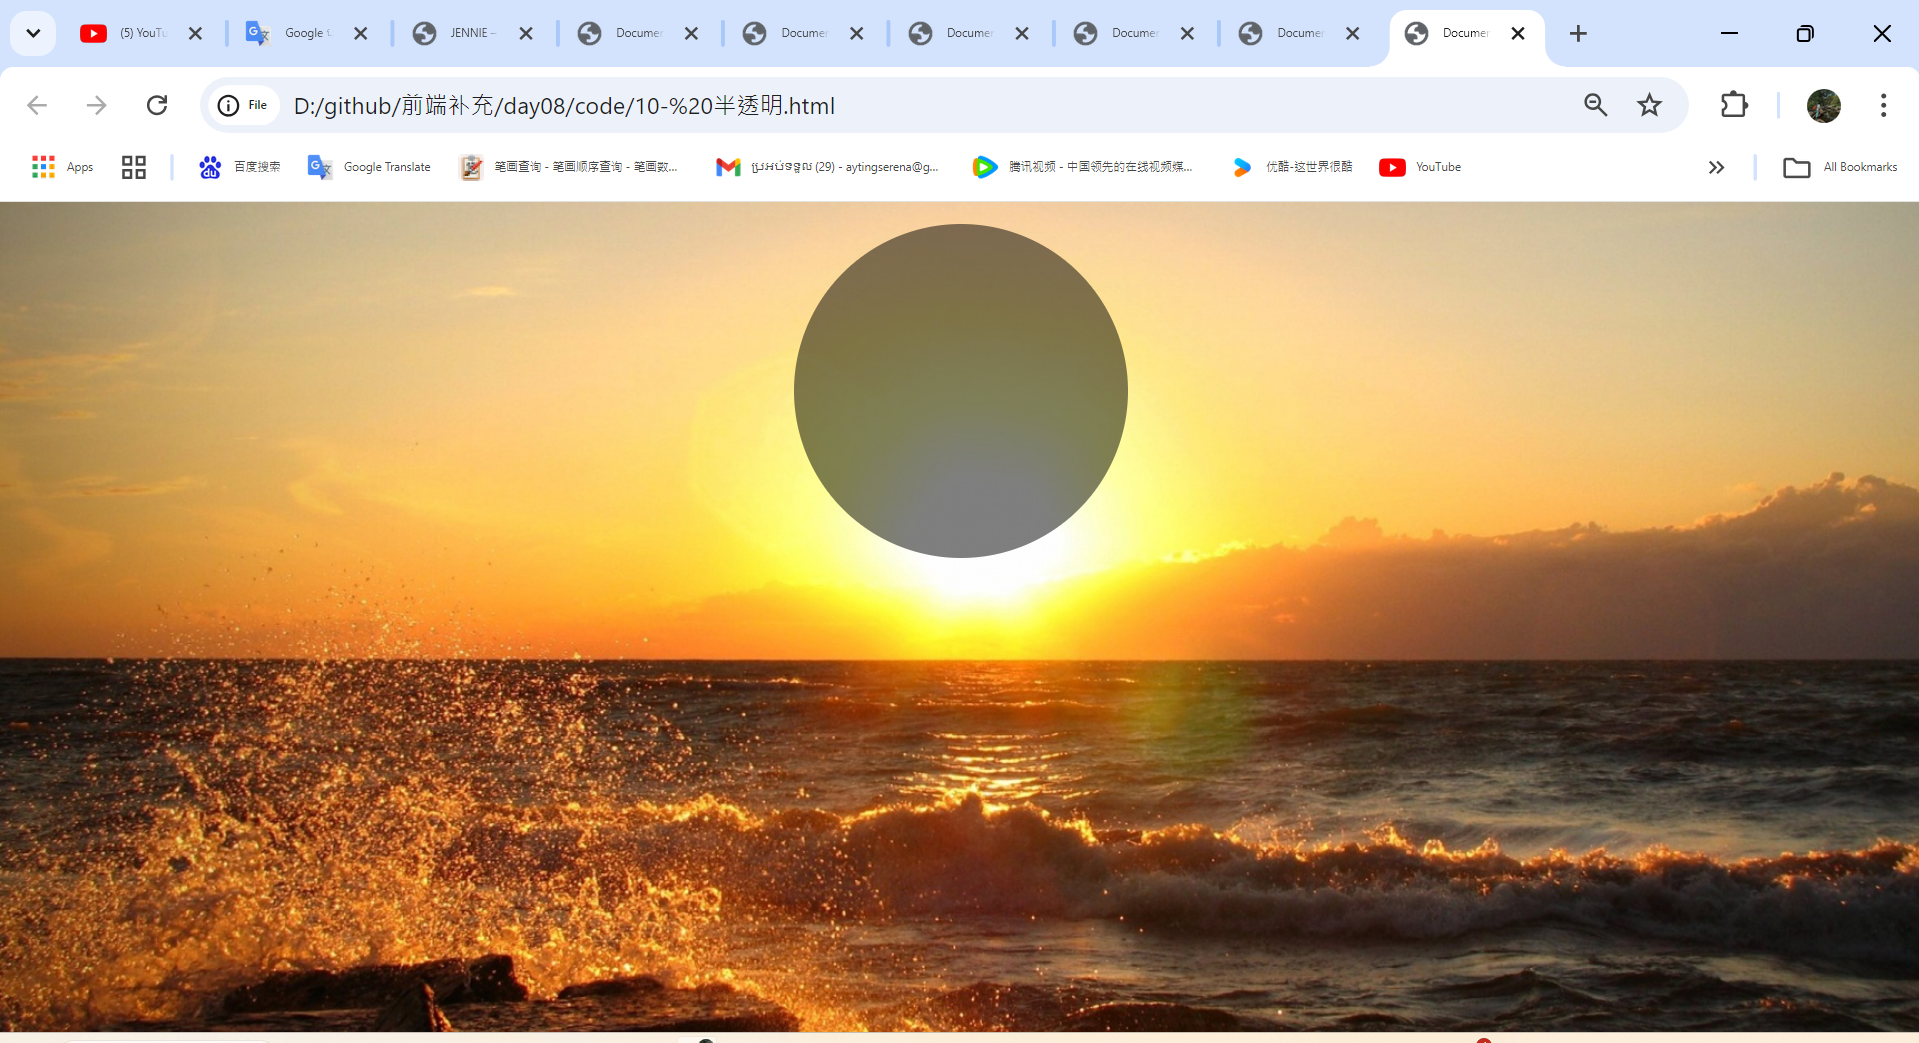 (5) YouTu
Google
JENNIE –
Documer
Documer
Documer
Documer
Documer
Documer
File
D:/github/前端补充/day08/code/10-%20半透明.html
Apps
百度搜索
Google Translate
笔画查询 - 笔画顺序查询 - 笔画数...
ប្រអប់ទទួល (29) - aytingserena@g...
腾讯视频 - 中国领先的在线视频媒...
优酷-这世界很酷
YouTube
All Bookmarks